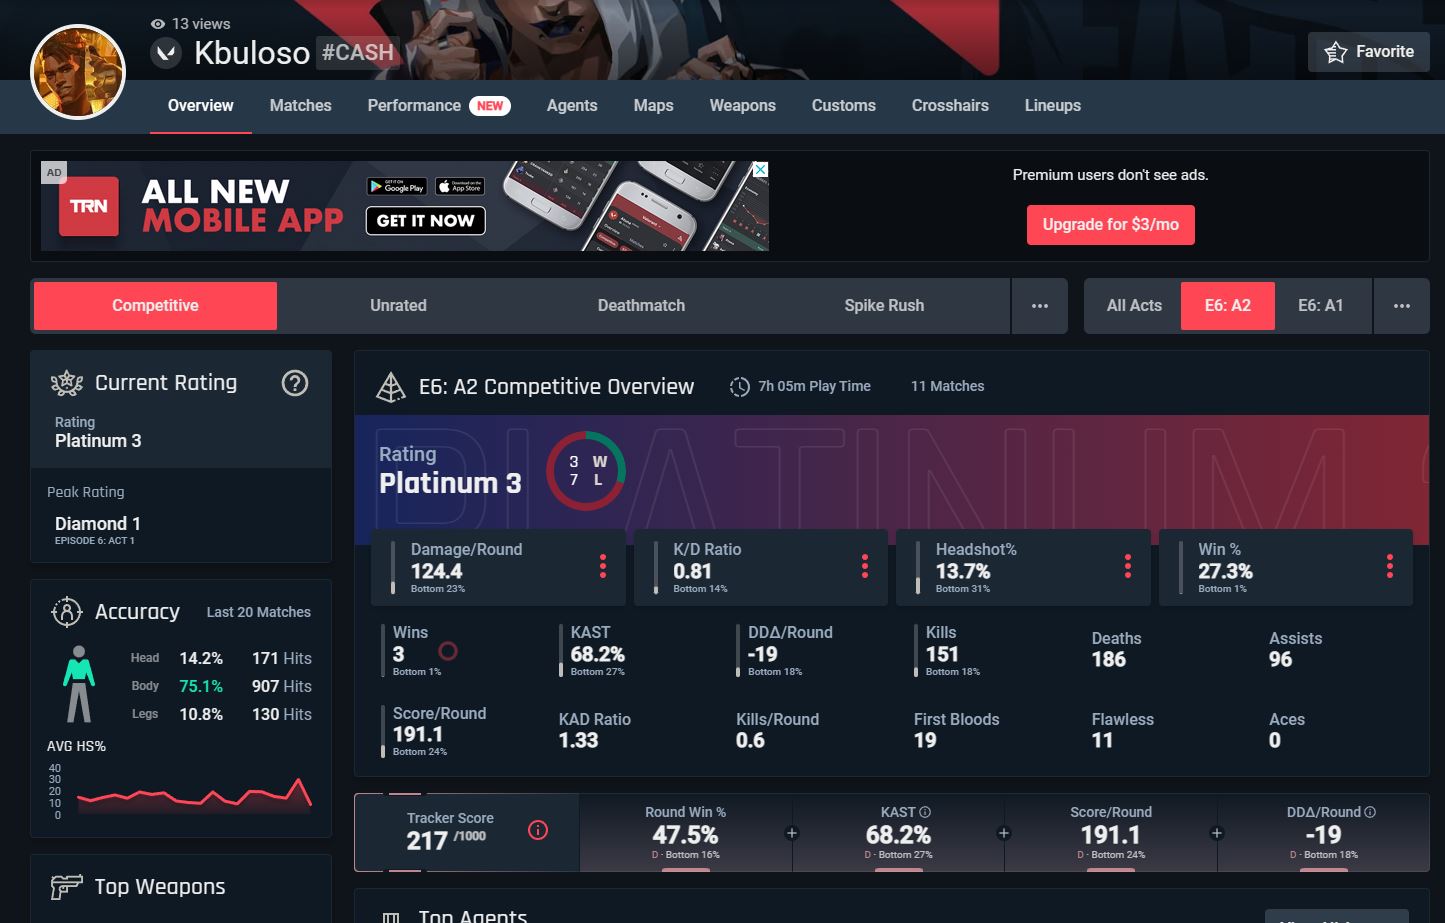 13 views
Kbuloso #CASH
Favorite
Overview Matches Performance NEW Agents Maps Weapons Customs Crosshairs Lineups
AD
TRN
ALL NEW
MOBILE APP
GET IT ON
Google Play
Download on the
App Store
GET IT NOW
Premium users don't see ads.
Upgrade for $3/mo
Competitive Unrated Deathmatch Spike Rush ...
All Acts E6: A2 E6: A1 ...
Current Rating ?
Rating
Platinum 3
Peak Rating
Diamond 1
EPISODE 6: ACT 1
Accuracy Last 20 Matches
Head 14.2% 171 Hits
Body 75.1% 907 Hits
Legs 10.8% 130 Hits
AVG HS%
40
30
20
10
0
Top Weapons
E6: A2 Competitive Overview 7h 05m Play Time 11 Matches
PLATINUM 3
Rating
Platinum 3
3 W
7 L
Damage/Round
124.4
Bottom 23%
K/D Ratio
0.81
Bottom 14%
Headshot%
13.7%
Bottom 31%
Win %
27.3%
Bottom 1%
Wins
3
Bottom 1%
KAST
68.2%
Bottom 27%
DDΔ/Round
-19
Bottom 18%
Kills
151
Bottom 18%
Deaths
186
Assists
96
Score/Round
191.1
Bottom 24%
KAD Ratio
1.33
Kills/Round
0.6
First Bloods
19
Flawless
11
Aces
0
Tracker Score
217 /1000
Round Win %
47.5%
D - Bottom 16%
+
KAST
68.2%
D - Bottom 27%
+
Score/Round
191.1
D - Bottom 24%
+
DDΔ/Round
-19
D - Bottom 18%
Top Agents